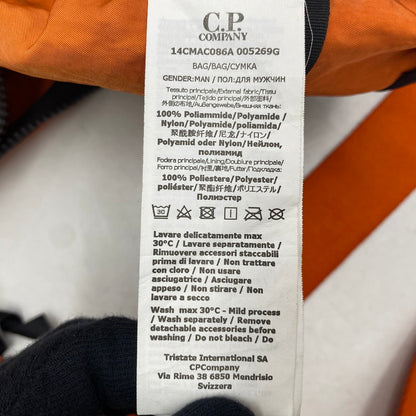 C.P.
COMPANY
14CMAC086A 005269G
BAG/BAG/СУМКА
GENDER:MAN / ПОЛ:ДЛЯ МУЖЧИН
Tessuto principale/External fabric/Tissu
principal/Tejido principal/外部面料/
外側の布地/Außengewebe/Внешняя ткань:
100% Poliammide/Polyamide /
Nylon/Polyamide/poliamida/
聚酰胺纤维/尼龙/ナイロン/
Polyamid oder Nylon/Нейлон,
полиамид
Fodera principale/Lining/Doublure principale/
Forro principal/衬里/裏地/Futter/Подкладка:
100% Poliestere/Polyester/
poliéster/聚酯纤维/ポリエステル/
Полиэстер
30
Lavare delicatamente max
30°C / Lavare separatamente /
Rimuovere accessori staccabili
prima di lavare / Non trattare
con cloro / Non usare
asciugatrice / Asciugare
appeso / Non stirare / Non
lavare a secco
Wash max 30°C - Mild process
/ Wash separately / Remove
detachable accessories before
washing / Do not bleach / Do
Tristate International SA
CPCompany
Via Rime 38 6850 Mendrisio
Svizzera